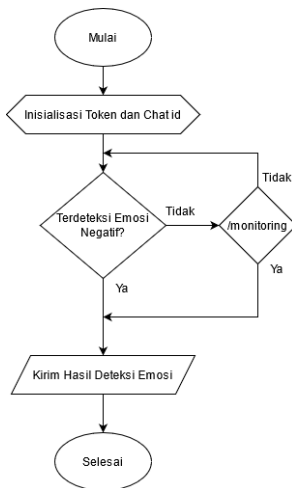 Mulai
Inisialisasi Token dan Chat id
Tidak
Terdeteksi Emosi
Negatif?
Tidak
/monitoring
Ya
Ya
Kirim Hasil Deteksi Emosi
Selesai